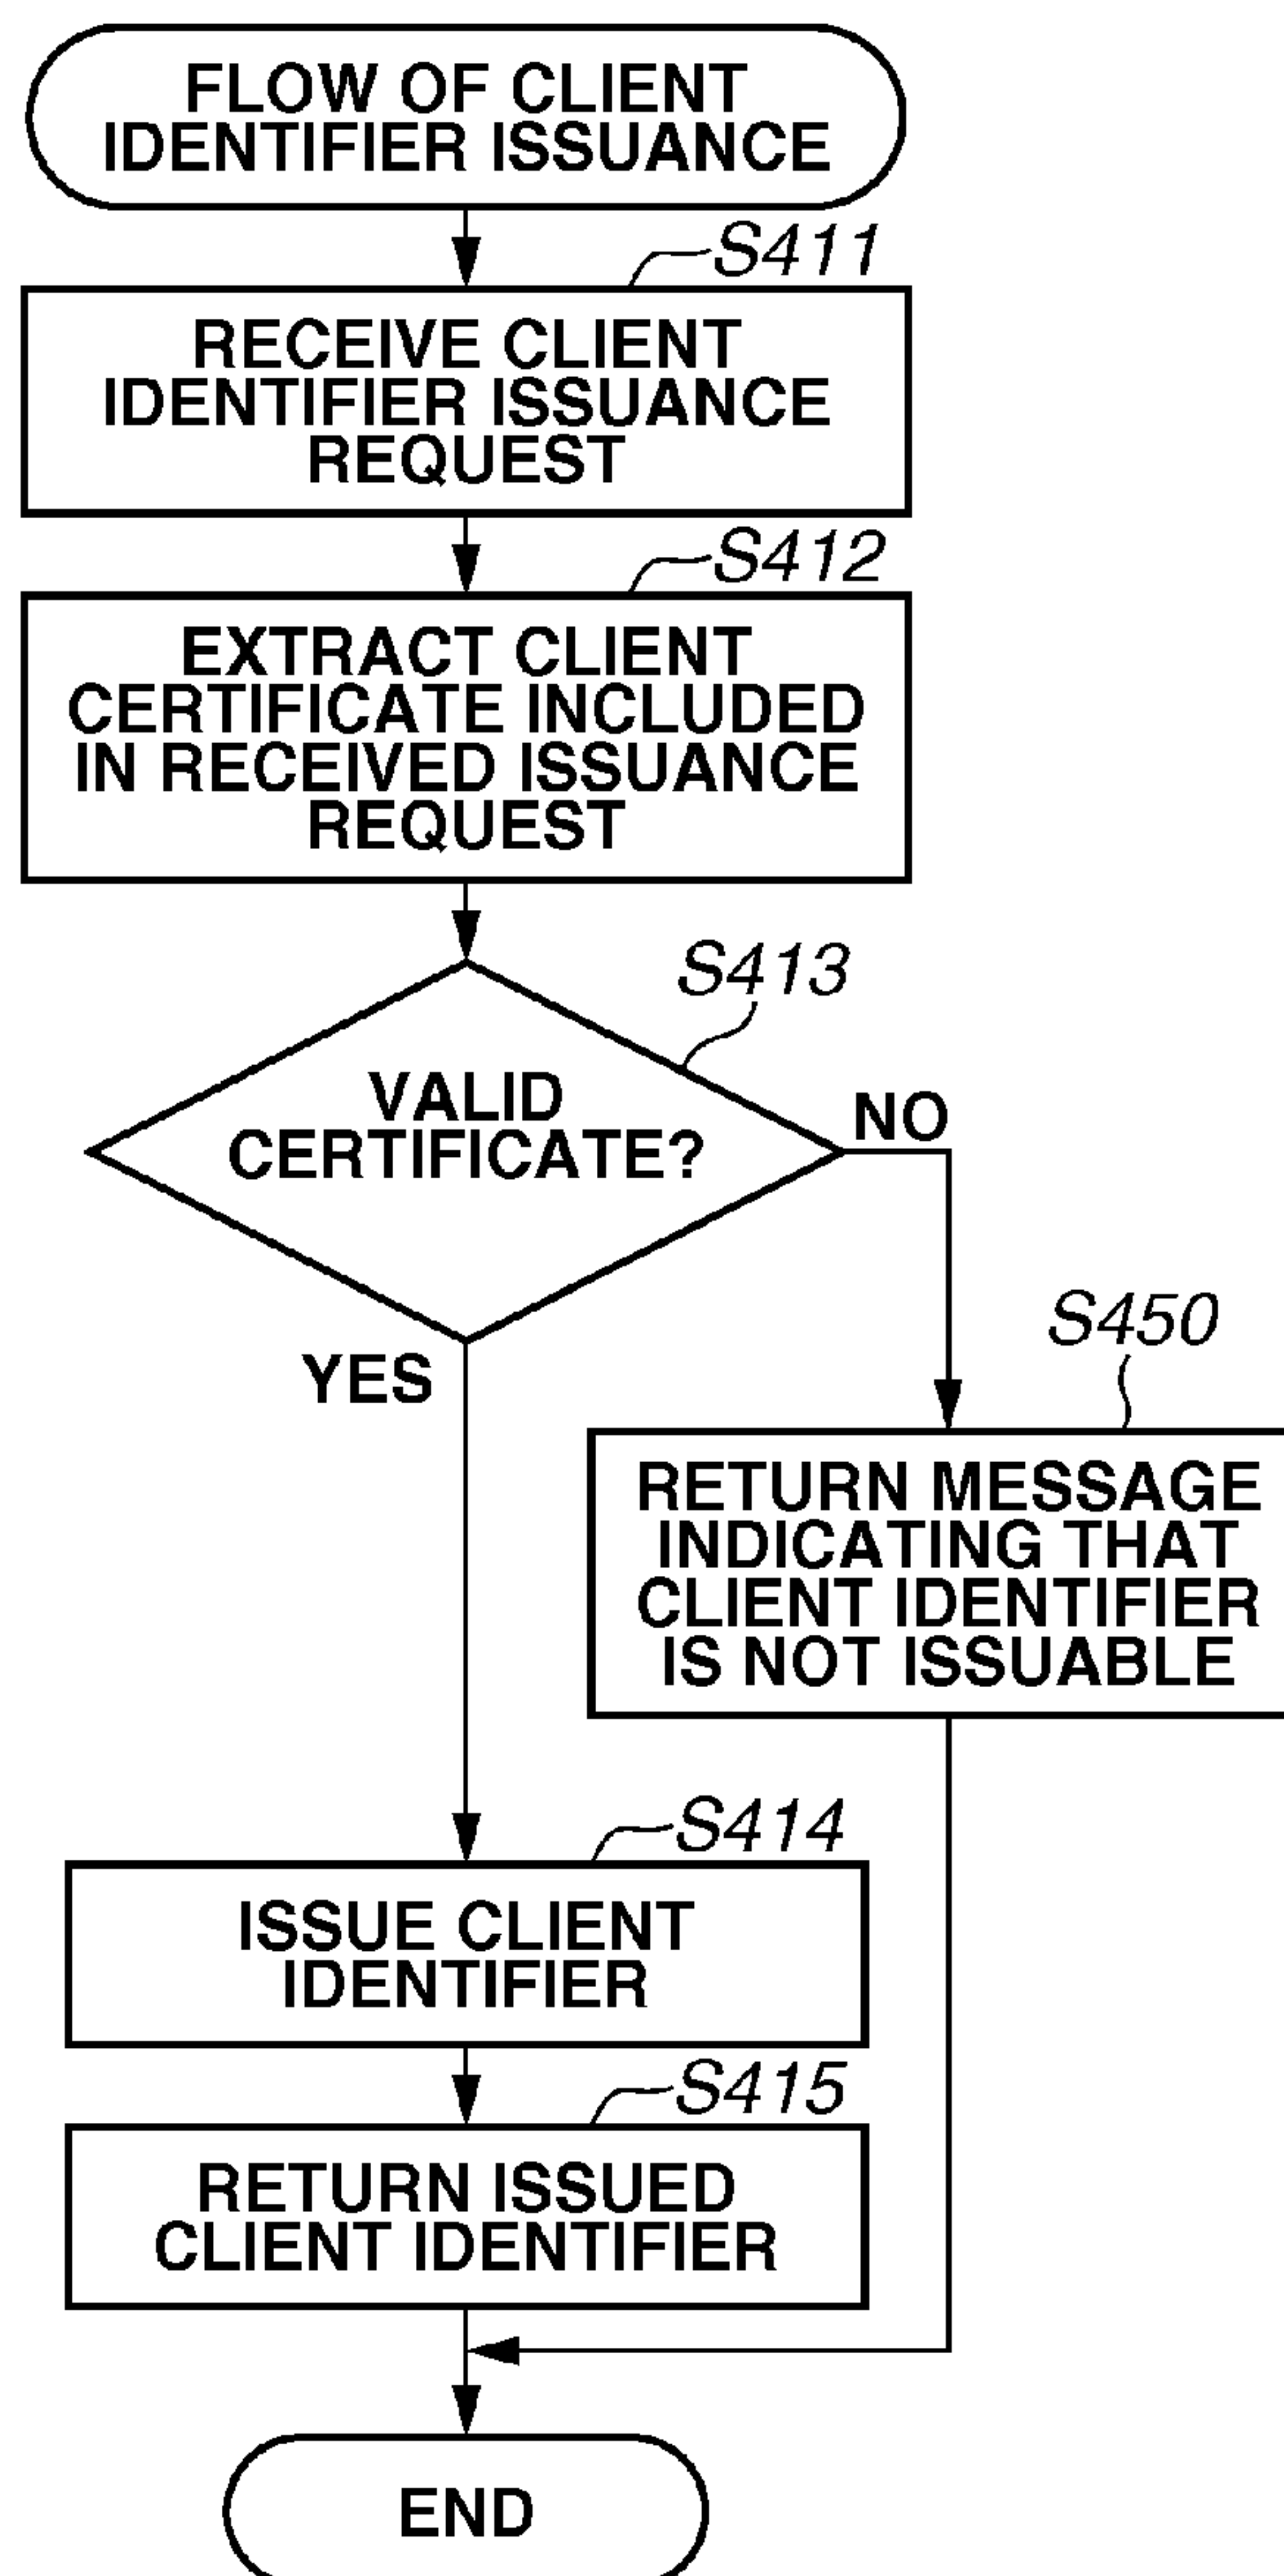 FLOW OF CLIENT
IDENTIFIER ISSUANCE
S411
RECEIVE CLIENT
IDENTIFIER ISSUANCE
REQUEST
S412
EXTRACT CLIENT
CERTIFICATE INCLUDED
IN RECEIVED ISSUANCE
REQUEST
S413
VALID
CERTIFICATE?
NO
YES
S450
RETURN MESSAGE
INDICATING THAT
CLIENT IDENTIFIER
IS NOT ISSUABLE
S414
ISSUE CLIENT
IDENTIFIER
S415
RETURN ISSUED
CLIENT IDENTIFIER
END